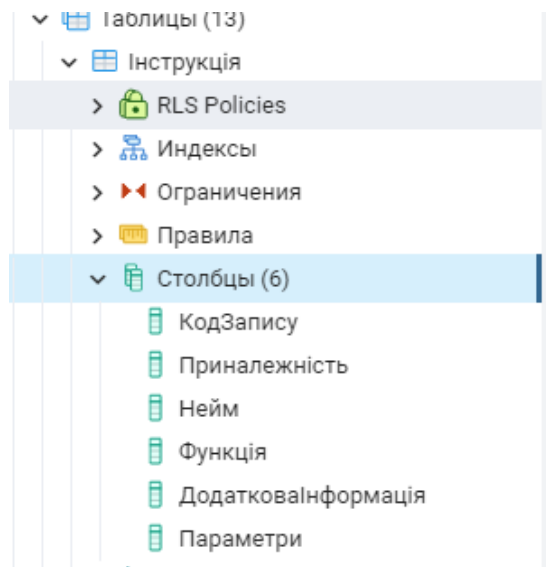 Таблицы (13)
Інструкція
RLS Policies
Индексы
Ограничения
Правила
Столбцы (6)
КодЗапису
Приналежність
Нейм
Функція
ДодатковаІнформація
Параметри